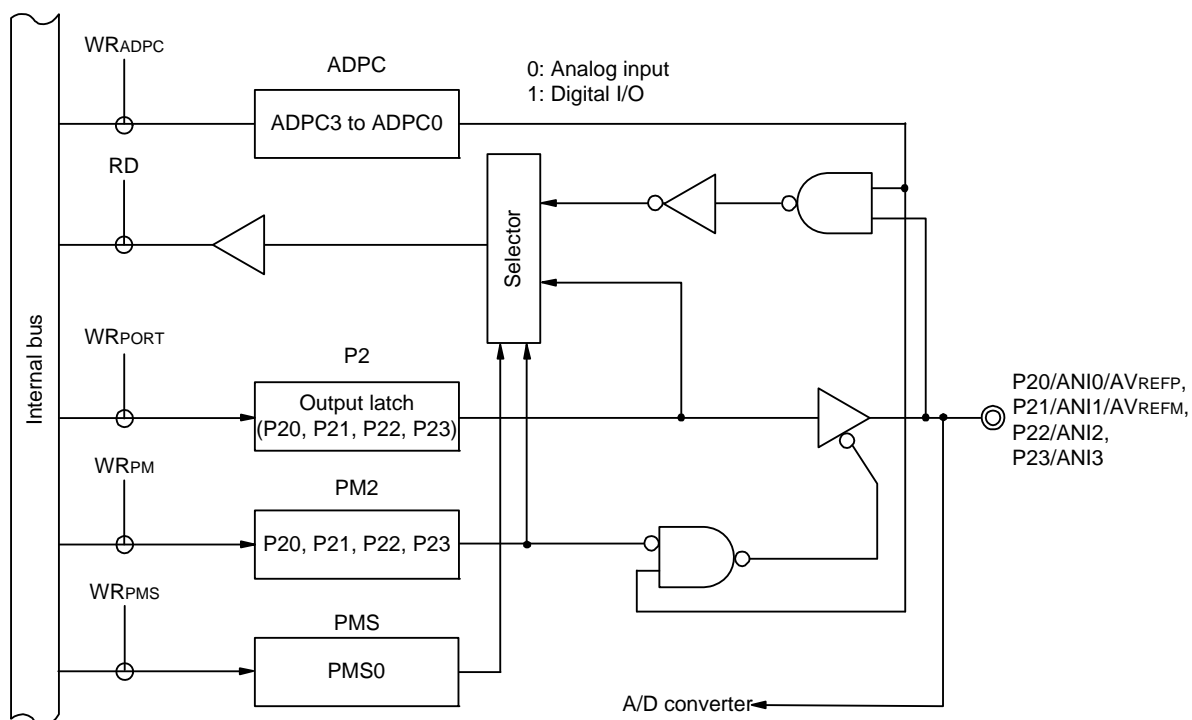 WRADPC
ADPC
0: Analog input
1: Digital I/O
ADPC3 to ADPC0
RD
Selector
Internal bus
WRPORT
P2
Output latch
(P20, P21, P22, P23)
P20/ANI0/AVREFP,
P21/ANI1/AVREFM,
P22/ANI2,
P23/ANI3
WRPM
PM2
P20, P21, P22, P23
WRPMS
PMS
PMS0
A/D converter